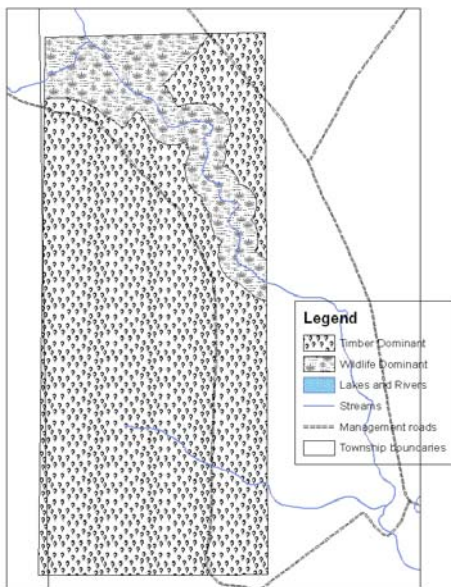 Legend
Timber Dominant
Wildlife Dominant
Lakes and Rivers
Streams
Management roads
Township boundaries